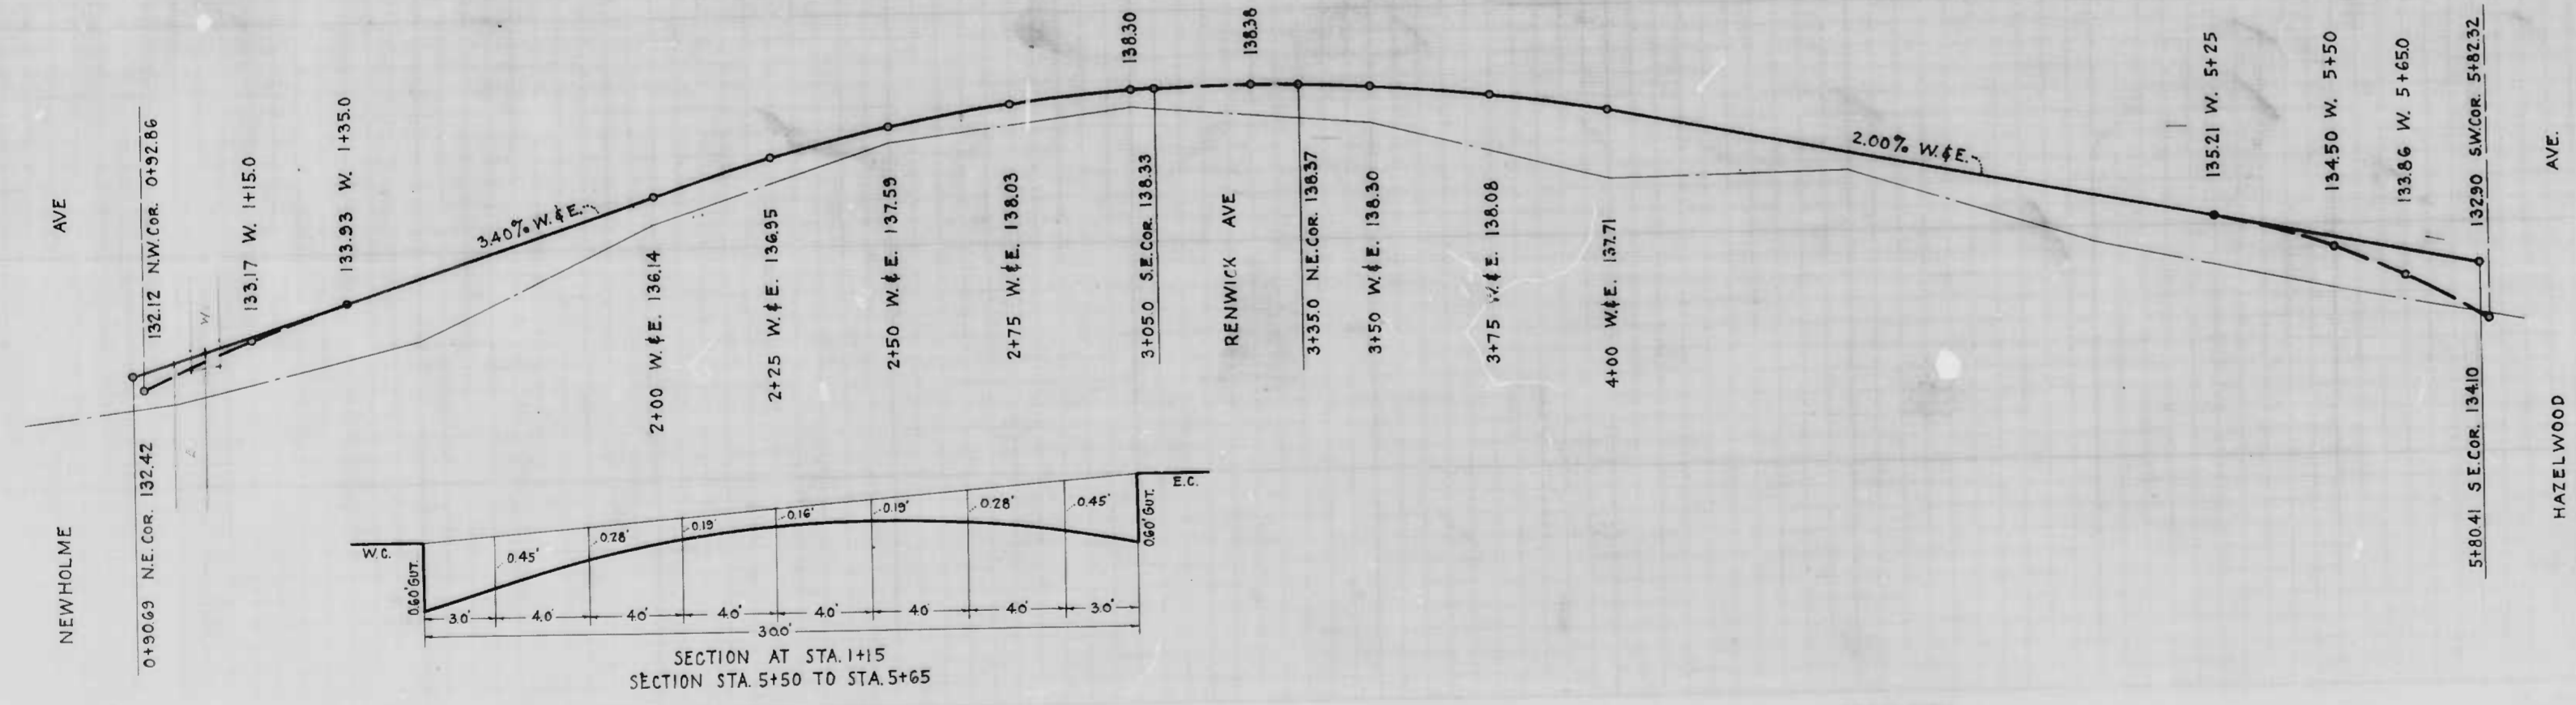 NEWHOLME AVE
0+90.69 N.E. COR. 132.42
132.12 N.W. COR. 0+92.86
W
133.17 W. 1+15.0
133.93 W. 1+35.0
3.40% W. & E.
2+00 W. & E. 136.14
2+25 W. & E. 136.95
2+50 W. & E. 137.59
2+75 W. & E. 138.03
138.30
3+05.0 S.E. COR. 138.33
RENWICK AVE
138.38
3+35.0 N.E. COR. 138.37
3+50 W. & E. 138.30
3+75 W. & E. 138.08
4+00 W. & E. 137.71
2.00% W. & E.
135.21 W. 5+25
134.50 W. 5+50
133.86 W. 5+65.0
132.90 S.W. COR. 5+82.32
5+80.41 S.E. COR. 134.10
HAZELWOOD AVE.
W.C.
E.C.
0.60' GUT.
0.45'
0.28'
0.19'
0.16'
0.19'
0.28'
0.45'
0.60' GUT.
3.0' 4.0' 4.0' 4.0' 4.0' 4.0 4.0' 3.0'
30.0'
SECTION AT STA. 1+15
SECTION STA. 5+50 TO STA. 5+65